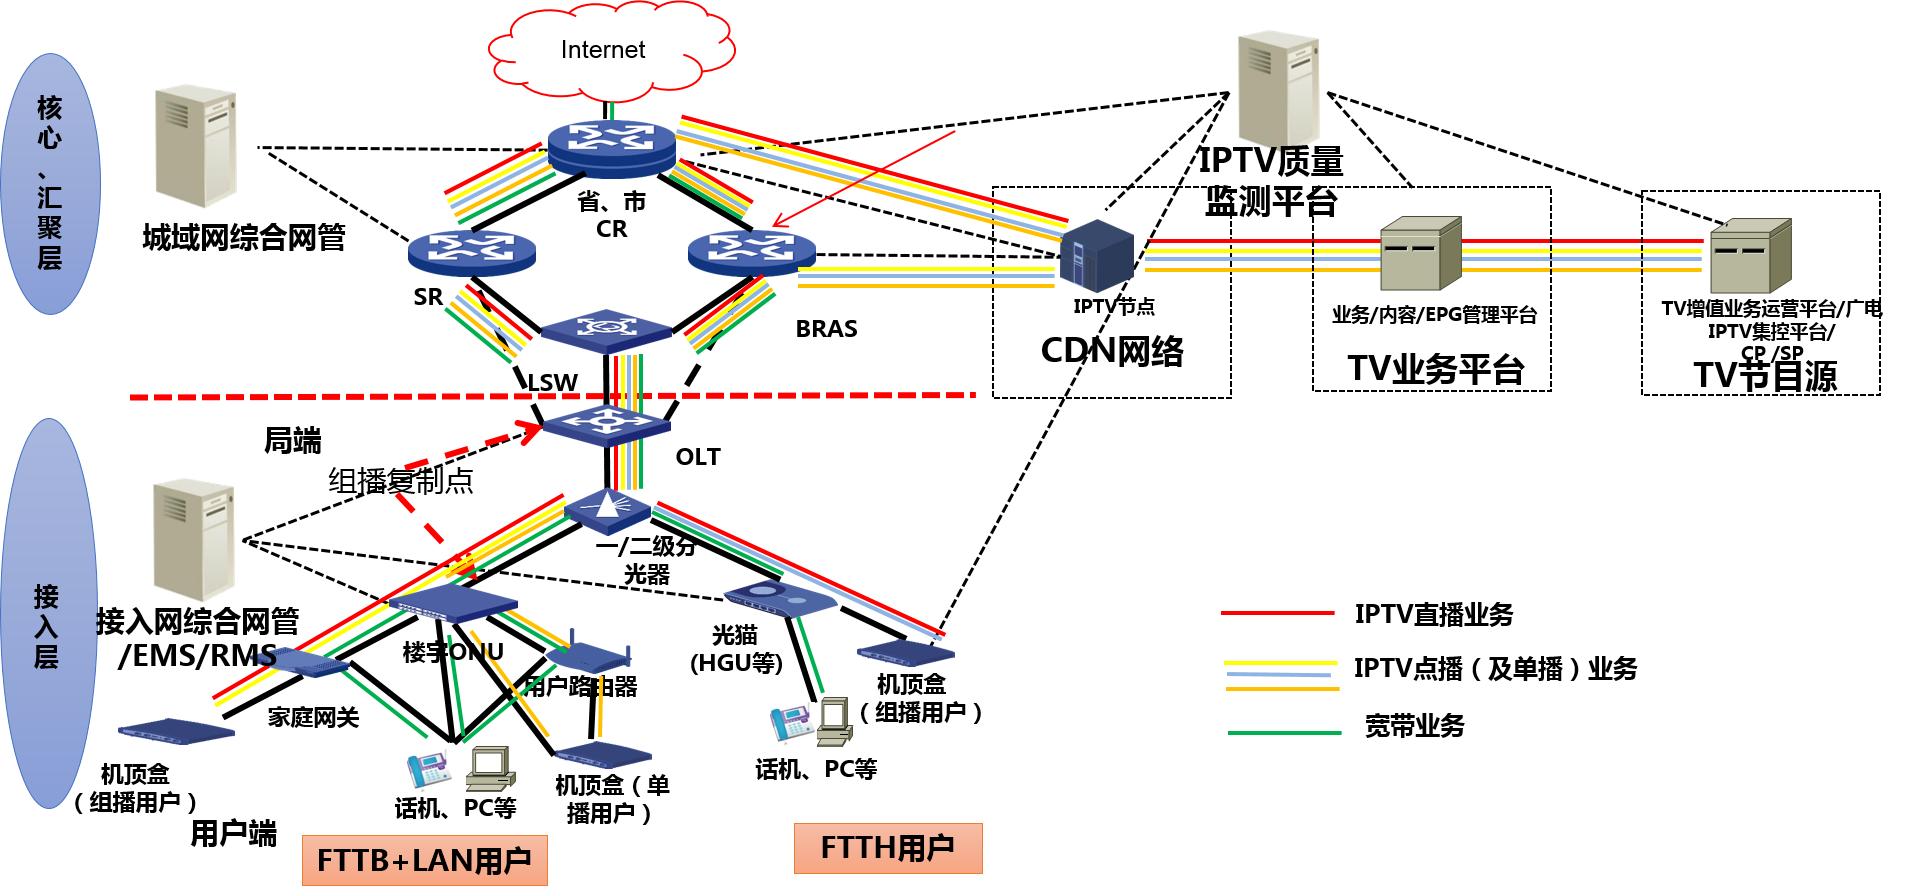 Internet
核
心
、
汇
聚
层
城域网综合网管
省、市
CR
IPTV质量
监测平台
SR
BRAS
IPTV节点
CDN网络
业务/内容/EPG管理平台
TV业务平台
TV增值业务运营平台/广电
IPTV集控平台/
CP /SP
TV节目源
LSW
局端
OLT
组播复制点
接
入
层
一/二级分
光器
接入网综合网管
/EMS/RMS
楼宇ONU
用户路由器
光猫
(HGU等)
机顶盒
（组播用户）
家庭网关
机顶盒
（组播用户）
话机、PC等
机顶盒（单
播用户）
话机、PC等
用户端
FTTB+LAN用户
FTTH用户
IPTV直播业务
IPTV点播（及单播）业务
宽带业务